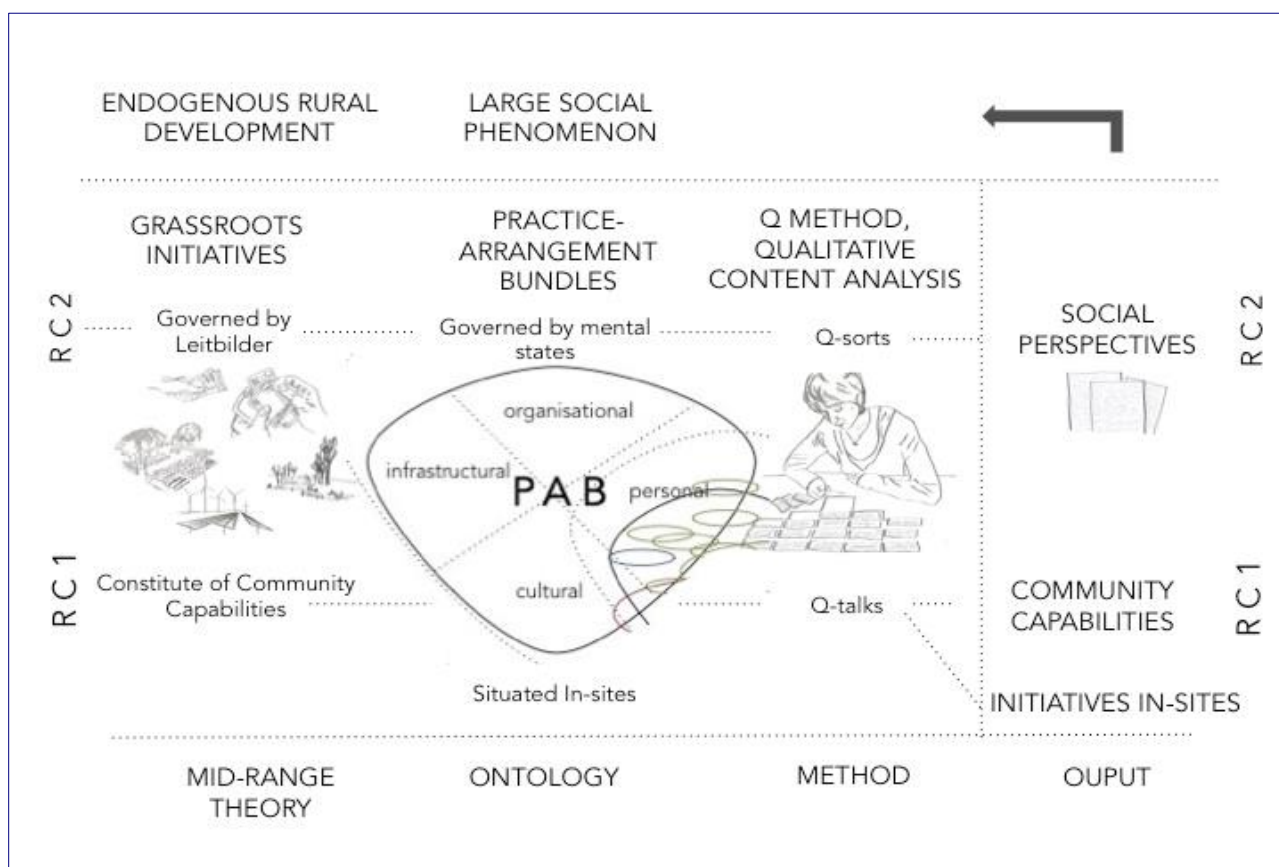 ENDOGENOUS RURAL
DEVELOPMENT
LARGE SOCIAL
PHENOMENON
GRASSROOTS
INITIATIVES
PRACTICE-
ARRANGEMENT
BUNDLES
Q METHOD,
QUALITATIVE
CONTENT ANALYSIS
RC2
Governed by
Leitbilder
Governed by mental
states
Q-sorts
SOCIAL
PERSPECTIVES
RC2
organisational
infrastructural
PAB
personal
cultural
RC1
Constitute of Community
Capabilities
Q-talks
COMMUNITY
CAPABILITIES
RC1
Situated In-sites
INITIATIVES IN-SITES
MID-RANGE
THEORY
ONTOLOGY
METHOD
OUPUT